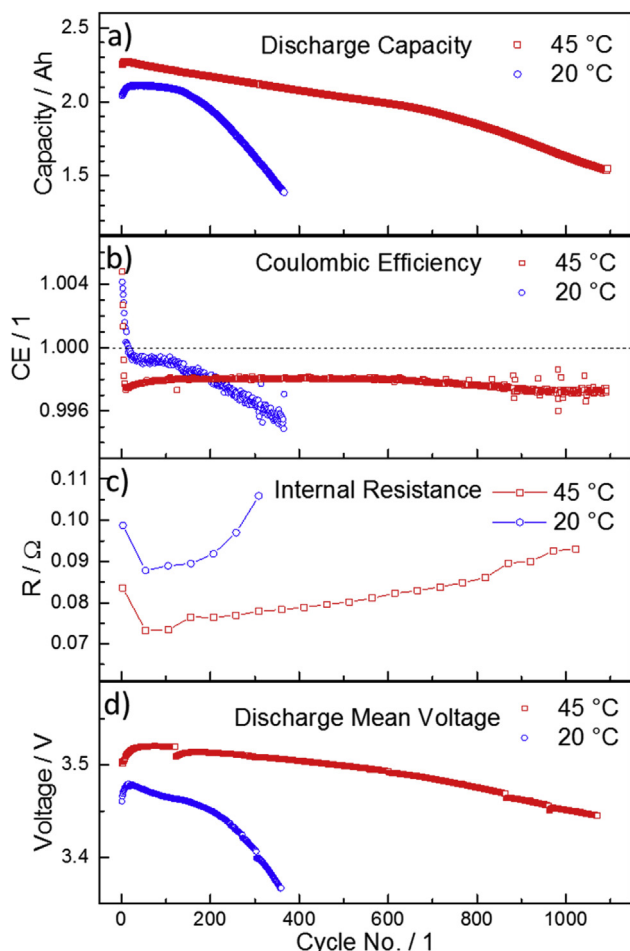 a) Discharge Capacity
45 °C
20 °C
Capacity / Ah
2.5
2.0
1.5
b) Coulombic Efficiency
45 °C
20 °C
CE / 1
1.004
1.000
0.996
c) Internal Resistance
45 °C
20 °C
R / Ω
0.11
0.10
0.09
0.08
0.07
d) Discharge Mean Voltage
45 °C
20 °C
Voltage / V
3.5
3.4
0 200 400 600 800 1000
Cycle No. / 1